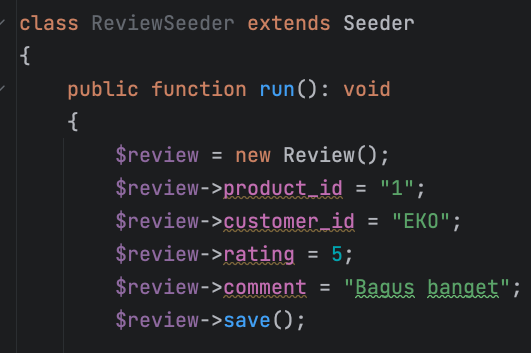 class ReviewSeeder extends Seeder
{
public function run(): void
{
$review = new Review();
$review->product_id = "1";
$review->customer_id = "EKO";
$review->rating = 5;
$review->comment = "Bagus banget";
$review->save();